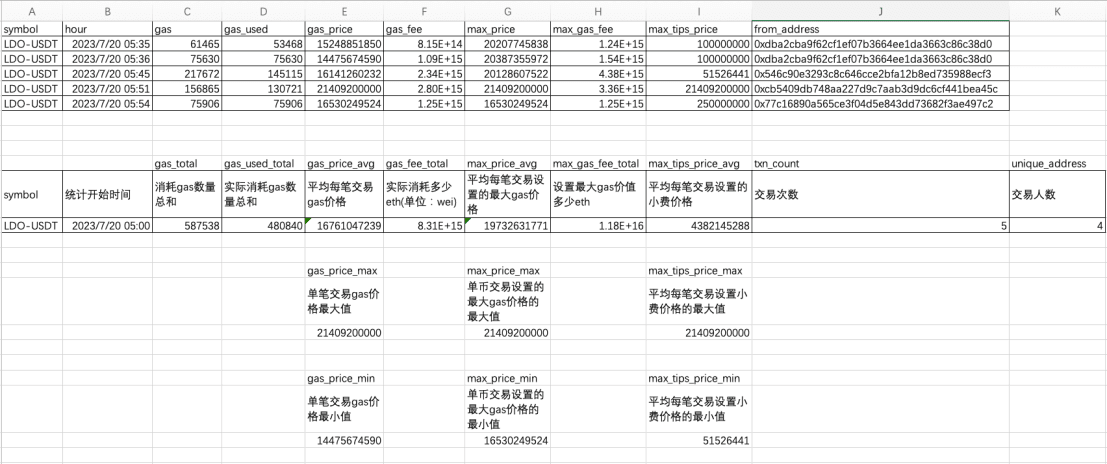 A B C D E F G H I J K
symbol hour gas gas_used gas_price gas_fee max_price max_gas_fee max_tips_price from_address
LDO-USDT 2023/7/20 05:35 61465 53468 15248851850 8.15E+14 20207745838 1.24E+15 100000000 0xdba2cba9f62cf1ef07b3664ee1da3663c86c38d0
LDO-USDT 2023/7/20 05:36 75630 75630 14475674590 1.09E+15 20387355972 1.54E+15 100000000 0xdba2cba9f62cf1ef07b3664ee1da3663c86c38d0
LDO-USDT 2023/7/20 05:45 217672 145115 16141260232 2.34E+15 20128607522 4.38E+15 51526441 0x546c90e3293c8c646cce2bfa12b8ed735988ecf3
LDO-USDT 2023/7/20 05:51 156865 130721 21409200000 2.80E+15 21409200000 3.36E+15 21409200000 0xcb5409db748aa227d9c7aab3d9dc6cf441bea45c
LDO-USDT 2023/7/20 05:54 75906 75906 16530249524 1.25E+15 16530249524 1.25E+15 250000000 0x77c16890a565ce3f04d5e843dd73682f3ae497c2
gas_total gas_used_total gas_price_avg gas_fee_total max_price_avg max_gas_fee_total max_tips_price_avg txn_count unique_address
symbol 统计开始时间 消耗gas数量总和 实际消耗gas数量总和 平均每笔交易gas价格 实际消耗多少eth(单位：wei) 平均每笔交易设置的最大gas价格 设置最大gas价值多少eth 平均每笔交易设置的小费价格 交易次数 交易人数
LDO-USDT 2023/7/20 05:00 587538 480840 16761047239 8.31E+15 19732631771 1.18E+16 4382145288 5 4
gas_price_max max_price_max max_tips_price_max
单笔交易gas价格最大值 单币交易设置的最大gas价格的最大值 平均每笔交易设置小费价格的最大值
21409200000 21409200000 21409200000
gas_price_min max_price_min max_tips_price_min
单笔交易gas价格最小值 单币交易设置的最大gas价格的最小值 平均每笔交易设置小费价格的最小值
14475674590 16530249524 51526441